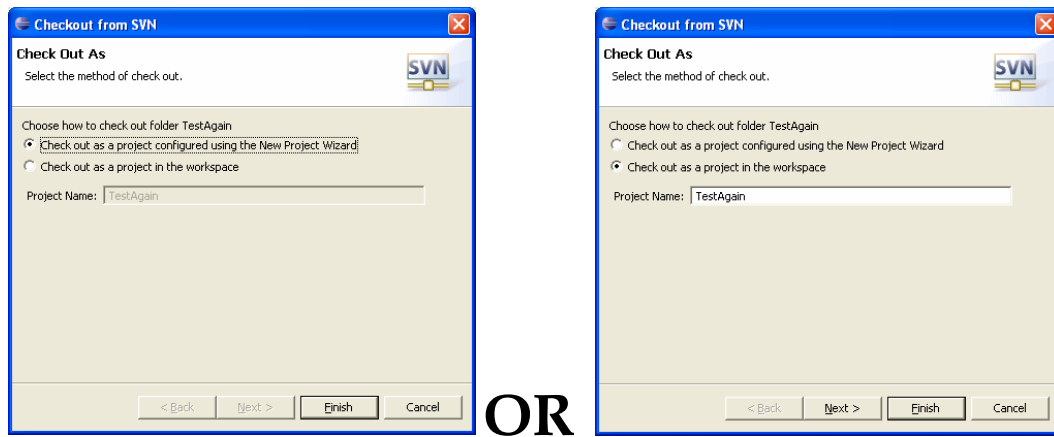 Checkout from SVN
Check Out As
Select the method of check out.
SVN
Choose how to check out folder TestAgain
Check out as a project configured using the New Project Wizard
Check out as a project in the workspace
Project Name: TestAgain
< Back Next > Finish Cancel
OR
Checkout from SVN
Check Out As
Select the method of check out.
SVN
Choose how to check out folder TestAgain
Check out as a project configured using the New Project Wizard
Check out as a project in the workspace
Project Name: TestAgain
< Back Next > Finish Cancel